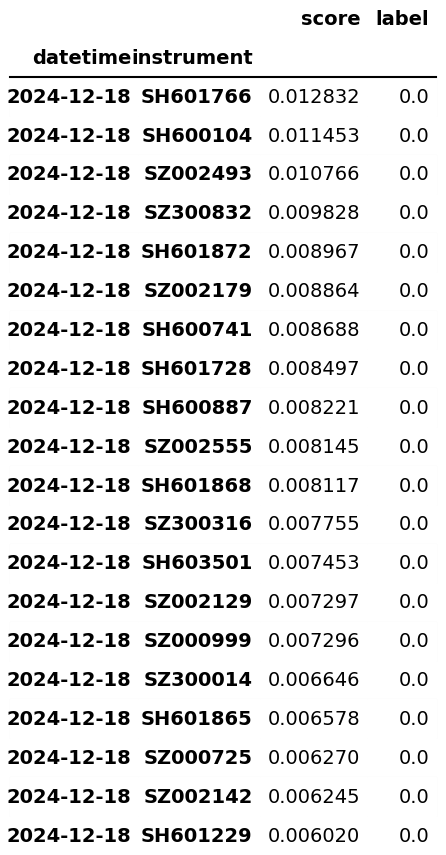 score label
datetime instrument
2024-12-18 SH601766 0.012832 0.0
2024-12-18 SH600104 0.011453 0.0
2024-12-18 SZ002493 0.010766 0.0
2024-12-18 SZ300832 0.009828 0.0
2024-12-18 SH601872 0.008967 0.0
2024-12-18 SZ002179 0.008864 0.0
2024-12-18 SH600741 0.008688 0.0
2024-12-18 SH601728 0.008497 0.0
2024-12-18 SH600887 0.008221 0.0
2024-12-18 SZ002555 0.008145 0.0
2024-12-18 SH601868 0.008117 0.0
2024-12-18 SZ300316 0.007755 0.0
2024-12-18 SH603501 0.007453 0.0
2024-12-18 SZ002129 0.007297 0.0
2024-12-18 SZ000999 0.007296 0.0
2024-12-18 SZ300014 0.006646 0.0
2024-12-18 SH601865 0.006578 0.0
2024-12-18 SZ000725 0.006270 0.0
2024-12-18 SZ002142 0.006245 0.0
2024-12-18 SH601229 0.006020 0.0